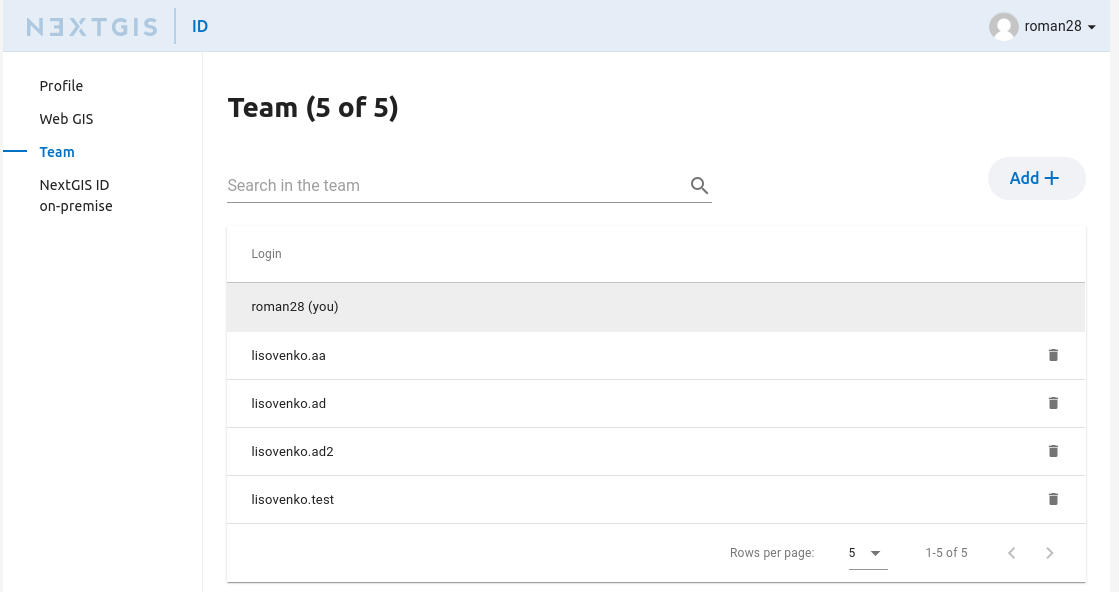 NEXTGIS ID
roman28
Profile
Web GIS
Team
NextGIS ID
on-premise
Team (5 of 5)
Search in the team
Add +
Login
roman28 (you)
lisovenko.aa
lisovenko.ad
lisovenko.ad2
lisovenko.test
Rows per page: 5 1-5 of 5